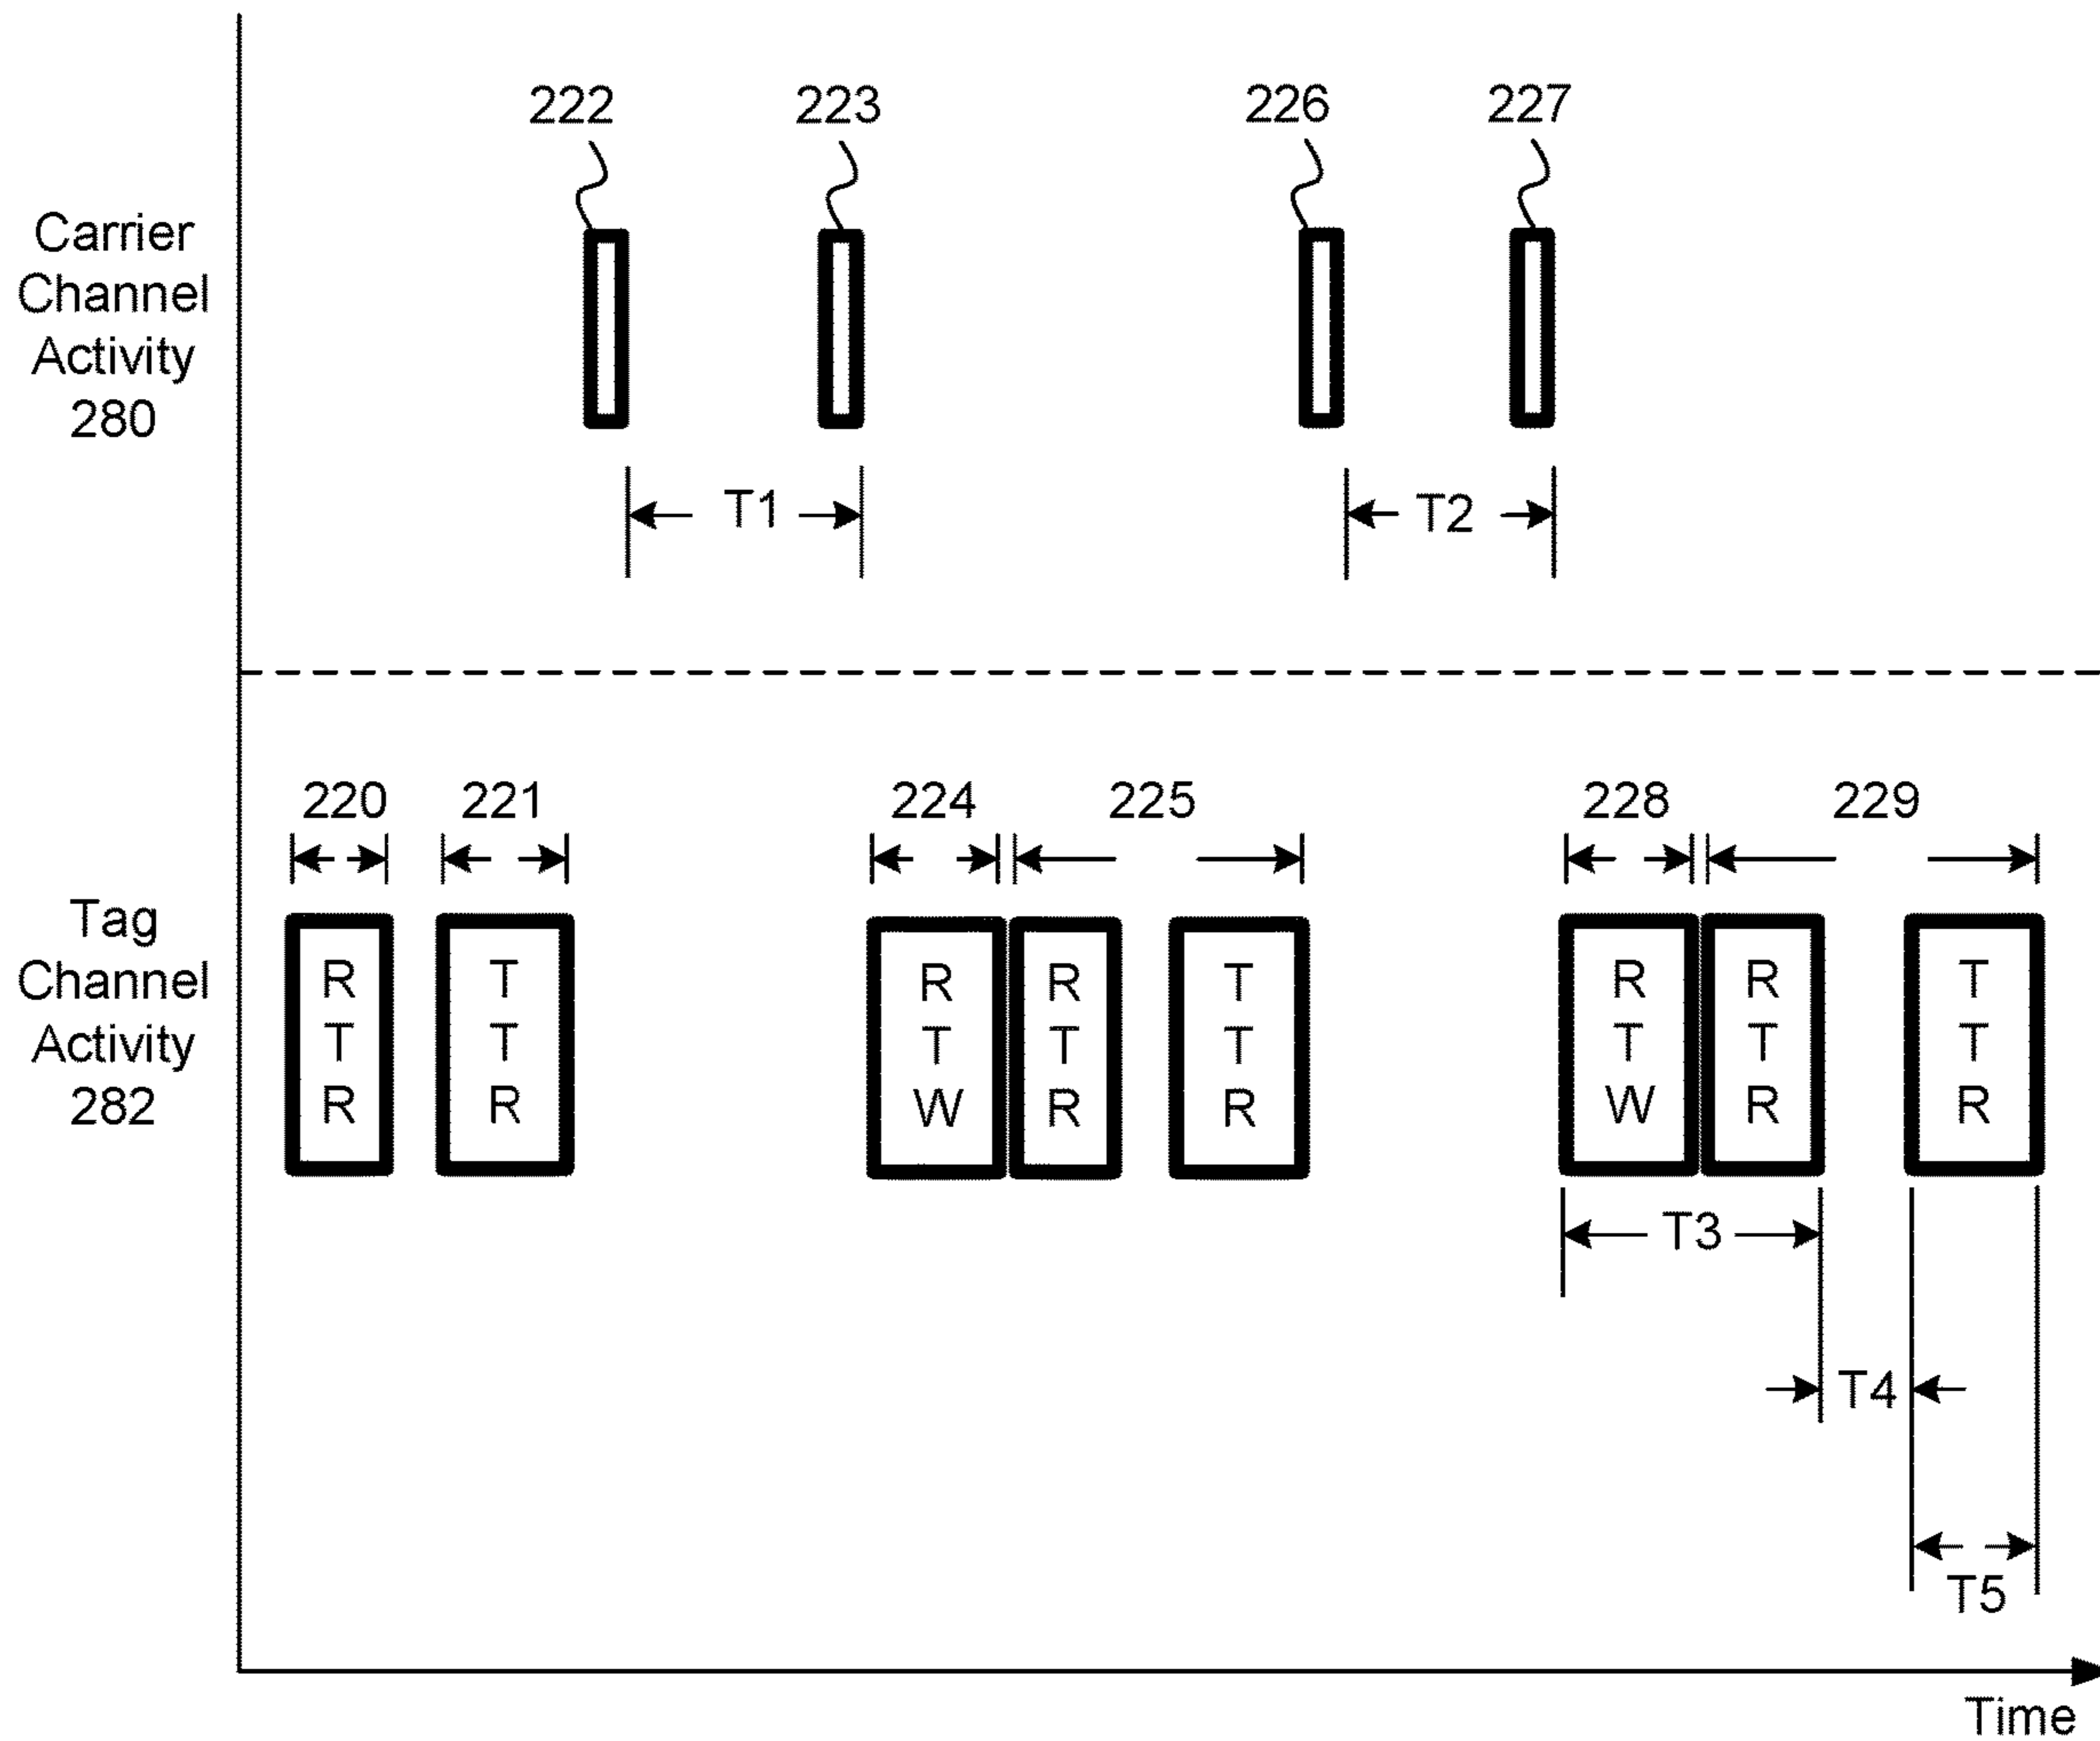 222 223 226 227
Carrier
Channel
Activity
280
T1 T2
220 221 224 225 228 229
Tag
Channel
Activity
282
R T R T R R T
T T T T T T T T
R R W R R W R R
T3
T4
T5
Time